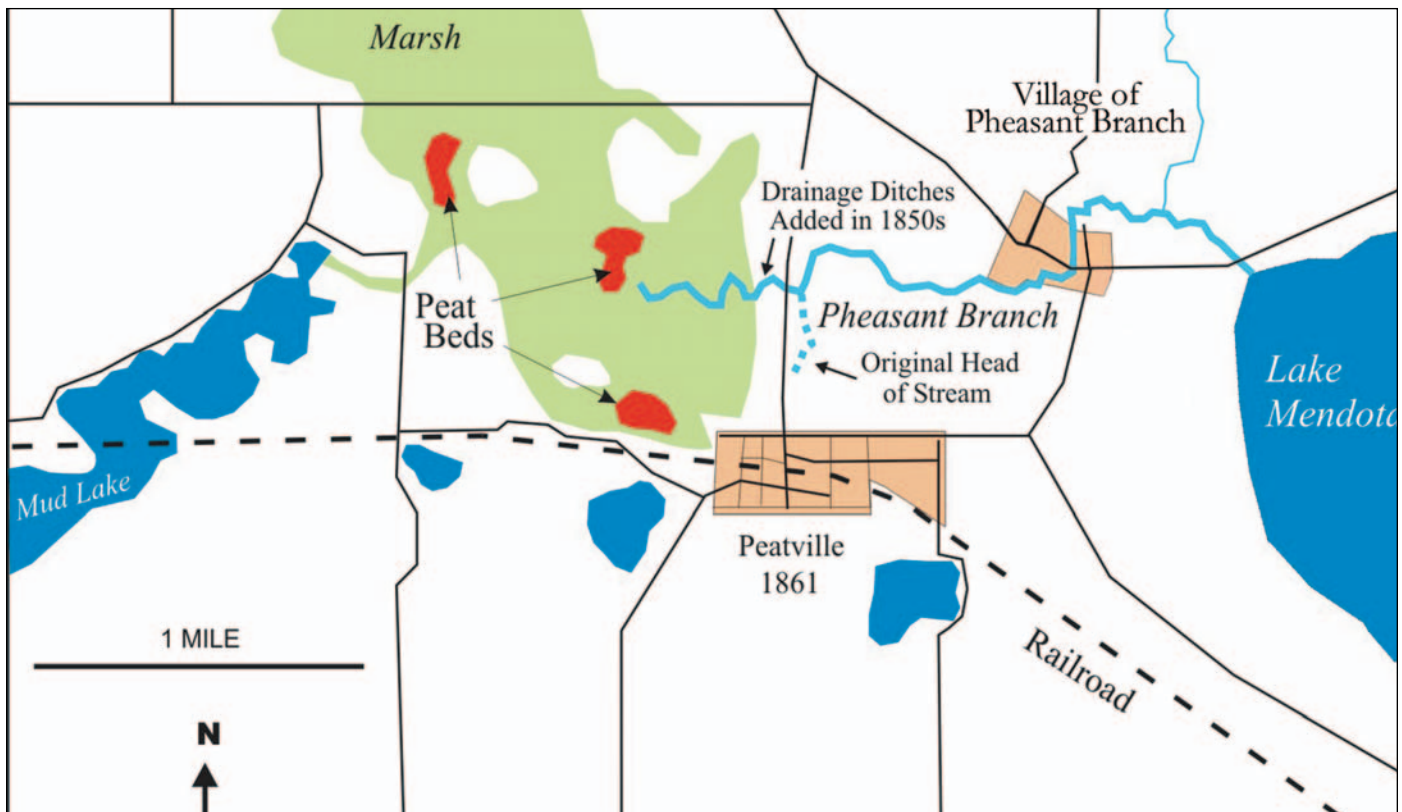 Marsh
Village of
Pheasant Branch
Drainage Ditches
Added in 1850s
Peat
Beds
Pheasant Branch
Original Head
of Stream
Lake
Mendota
Mud Lake
Peatville
1861
1 MILE
Railroad
N